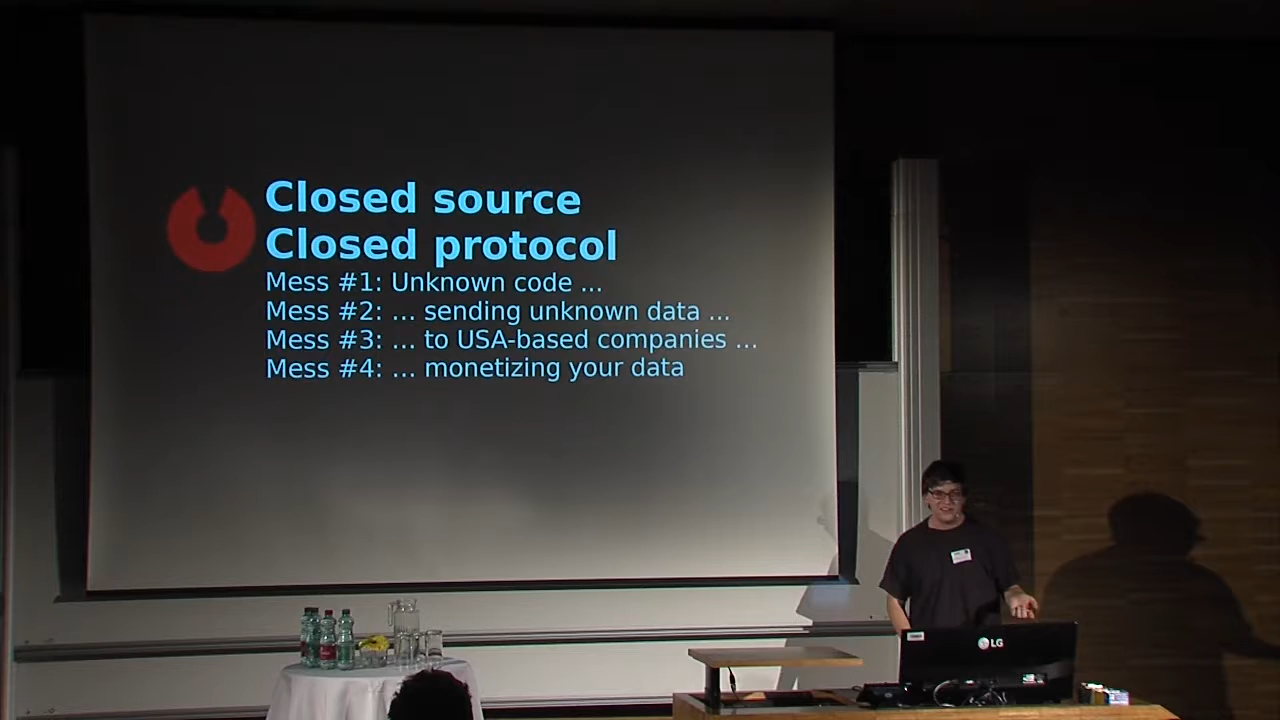 Closed source
Closed protocol
Mess #1: Unknown code ...
Mess #2: ... sending unknown data ...
Mess #3: ... to USA-based companies ...
Mess #4: ... monetizing your data
LG